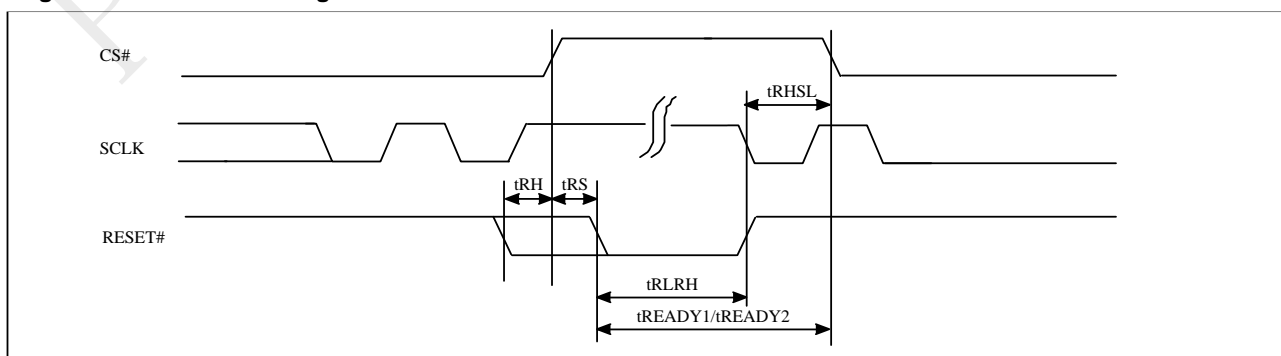 CS#
tRHSL
SCLK
tRH
tRS
RESET#
tRLRH
tREADY1/tREADY2